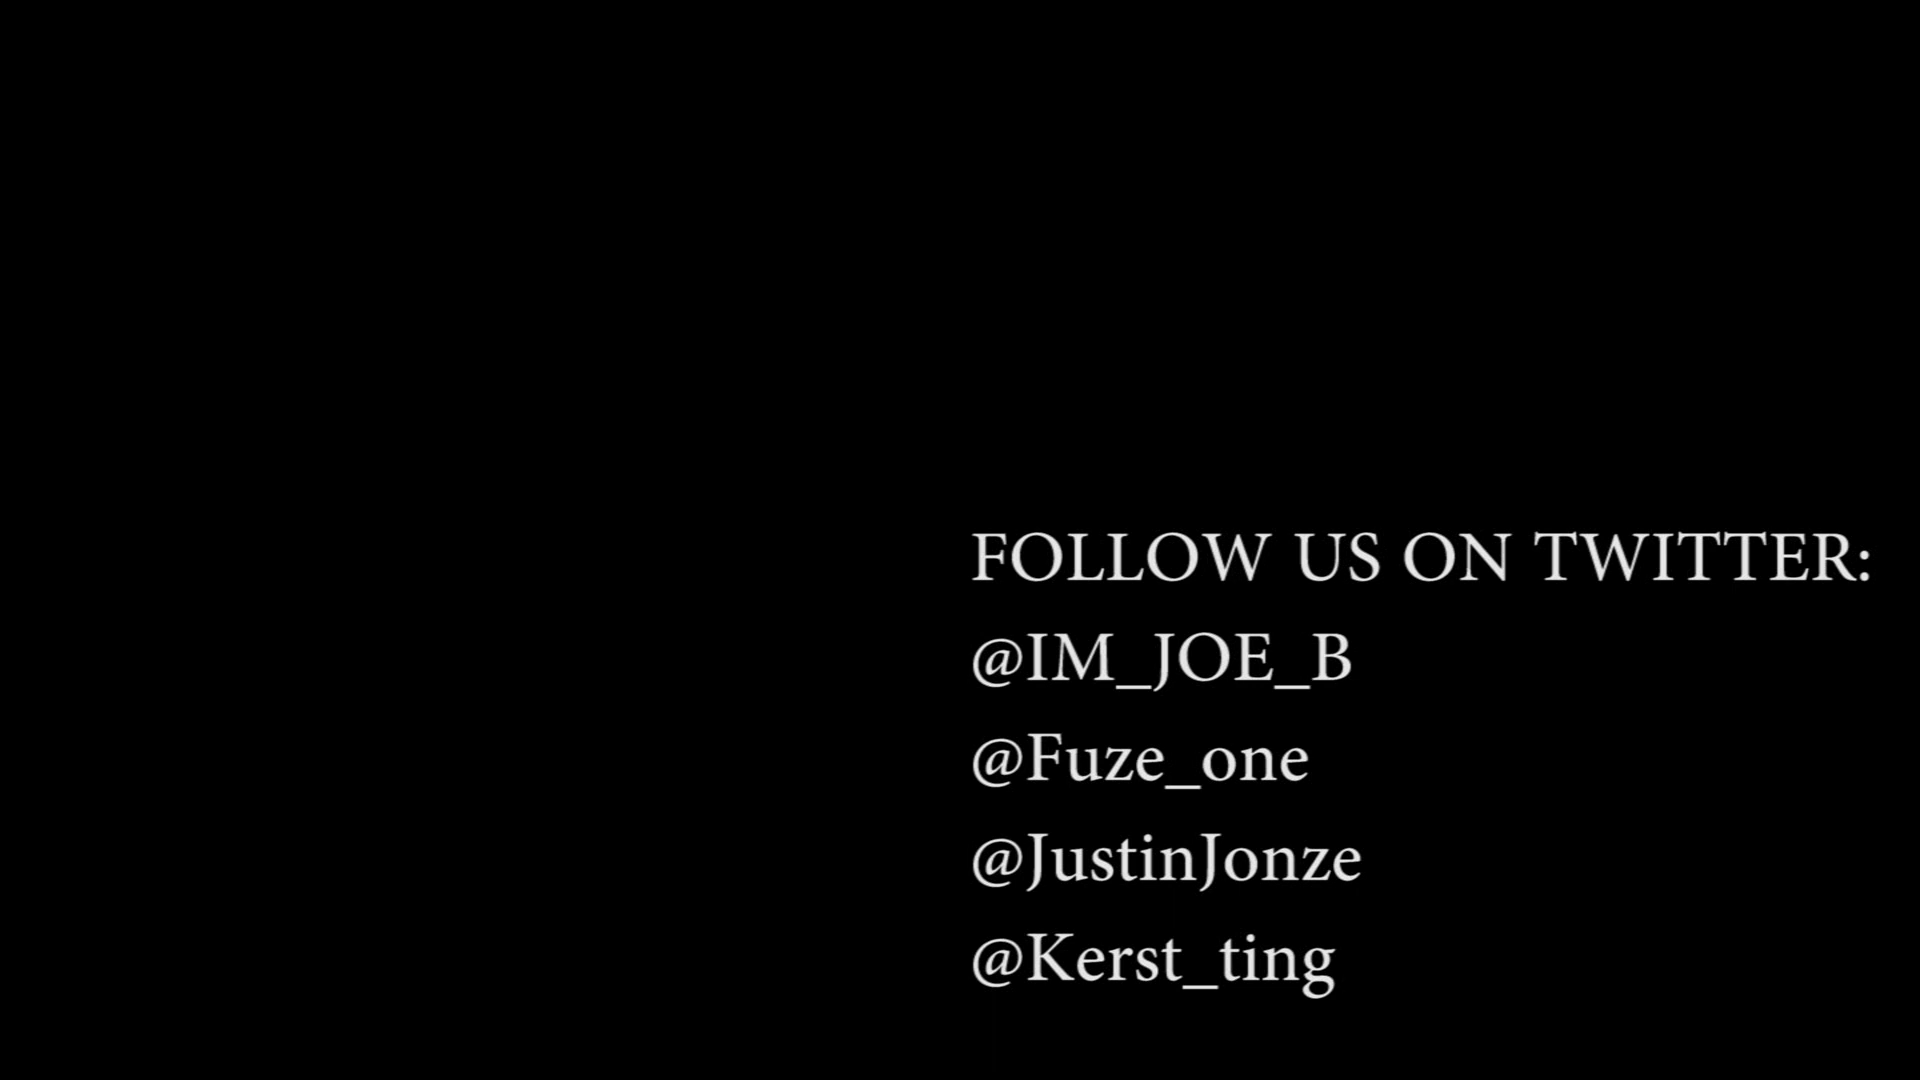 FOLLOW US ON TWITTER:
@IM_JOE_B
@Fuze_one
@JustinJonze
@Kerst_ting